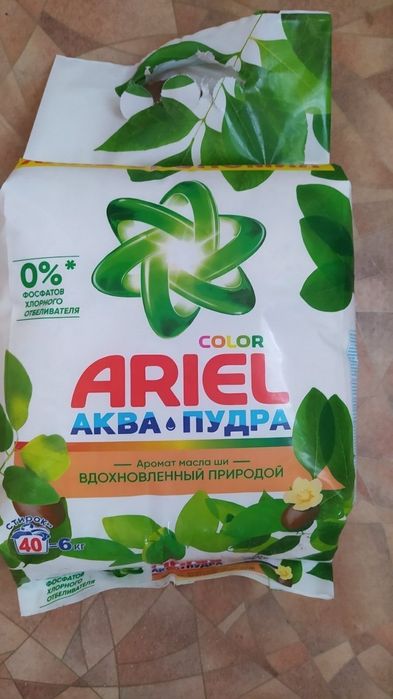 0%*
ФОСФАТОВ
ХЛОРНОГО
ОТБЕЛИВАТЕЛЯ
COLOR
ARIEL
АКВА ПУДРА
Аромат масла ши
ВДОХНОВЛЕННЫЙ ПРИРОДОЙ
СТИРОК
40 -6 кг
ФОСФАТОВ
ХЛОРНОГО
ОТБЕЛИВАТЕЛЯ